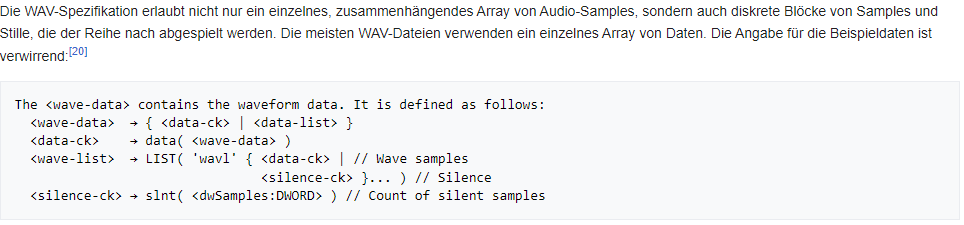 Die WAV-Spezifikation erlaubt nicht nur ein einzelnes, zusammenhängendes Array von Audio-Samples, sondern auch diskrete Blöcke von Samples und
Stille, die der Reihe nach abgespielt werden. Die meisten WAV-Dateien verwenden ein einzelnes Array von Daten. Die Angabe für die Beispieldaten ist
verwirrend:[20]
The <wave-data> contains the waveform data. It is defined as follows:
  <wave-data>  → { <data-ck> | <data-list> }
  <data-ck>    → data( <wave-data> )
  <wave-list>  → LIST( 'wavl' { <data-ck> | // Wave samples
                                <silence-ck> }... ) // Silence
  <silence-ck> → slnt( <dwSamples:DWORD> ) // Count of silent samples